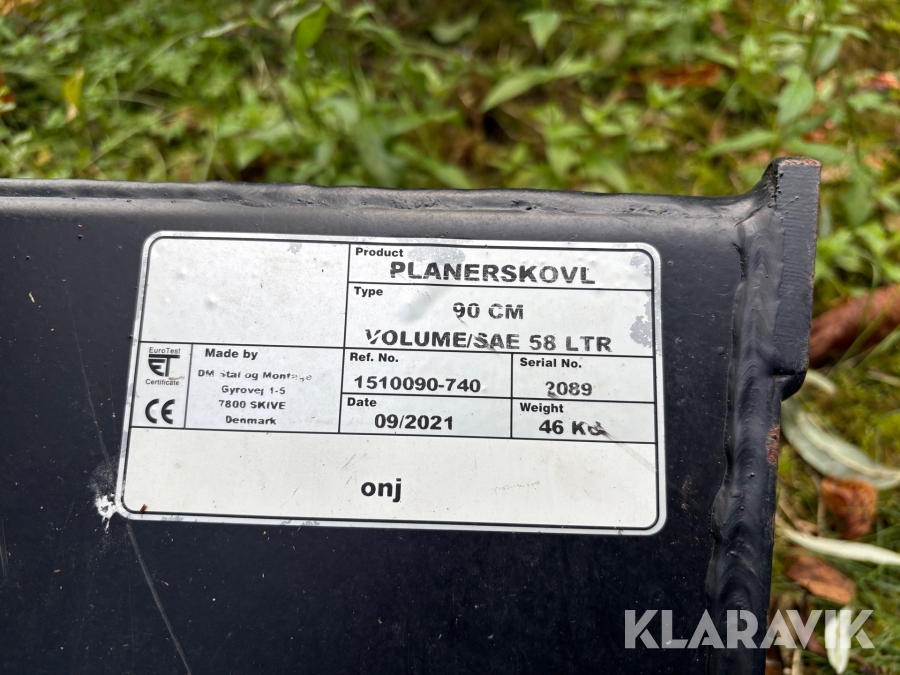 Product
PLANERSKOVL
Type
90 CM
VOLUME/SAE 58 LTR
EuroTest
ET
Certificate
CE
Made by
DM Stal og Montage
Gyrovej 1-5
7800 SKIVE
Denmark
Ref. No.
1510090-740
Serial No.
2089
Date
09/2021
Weight
46 KG
onj
KLARAVIK